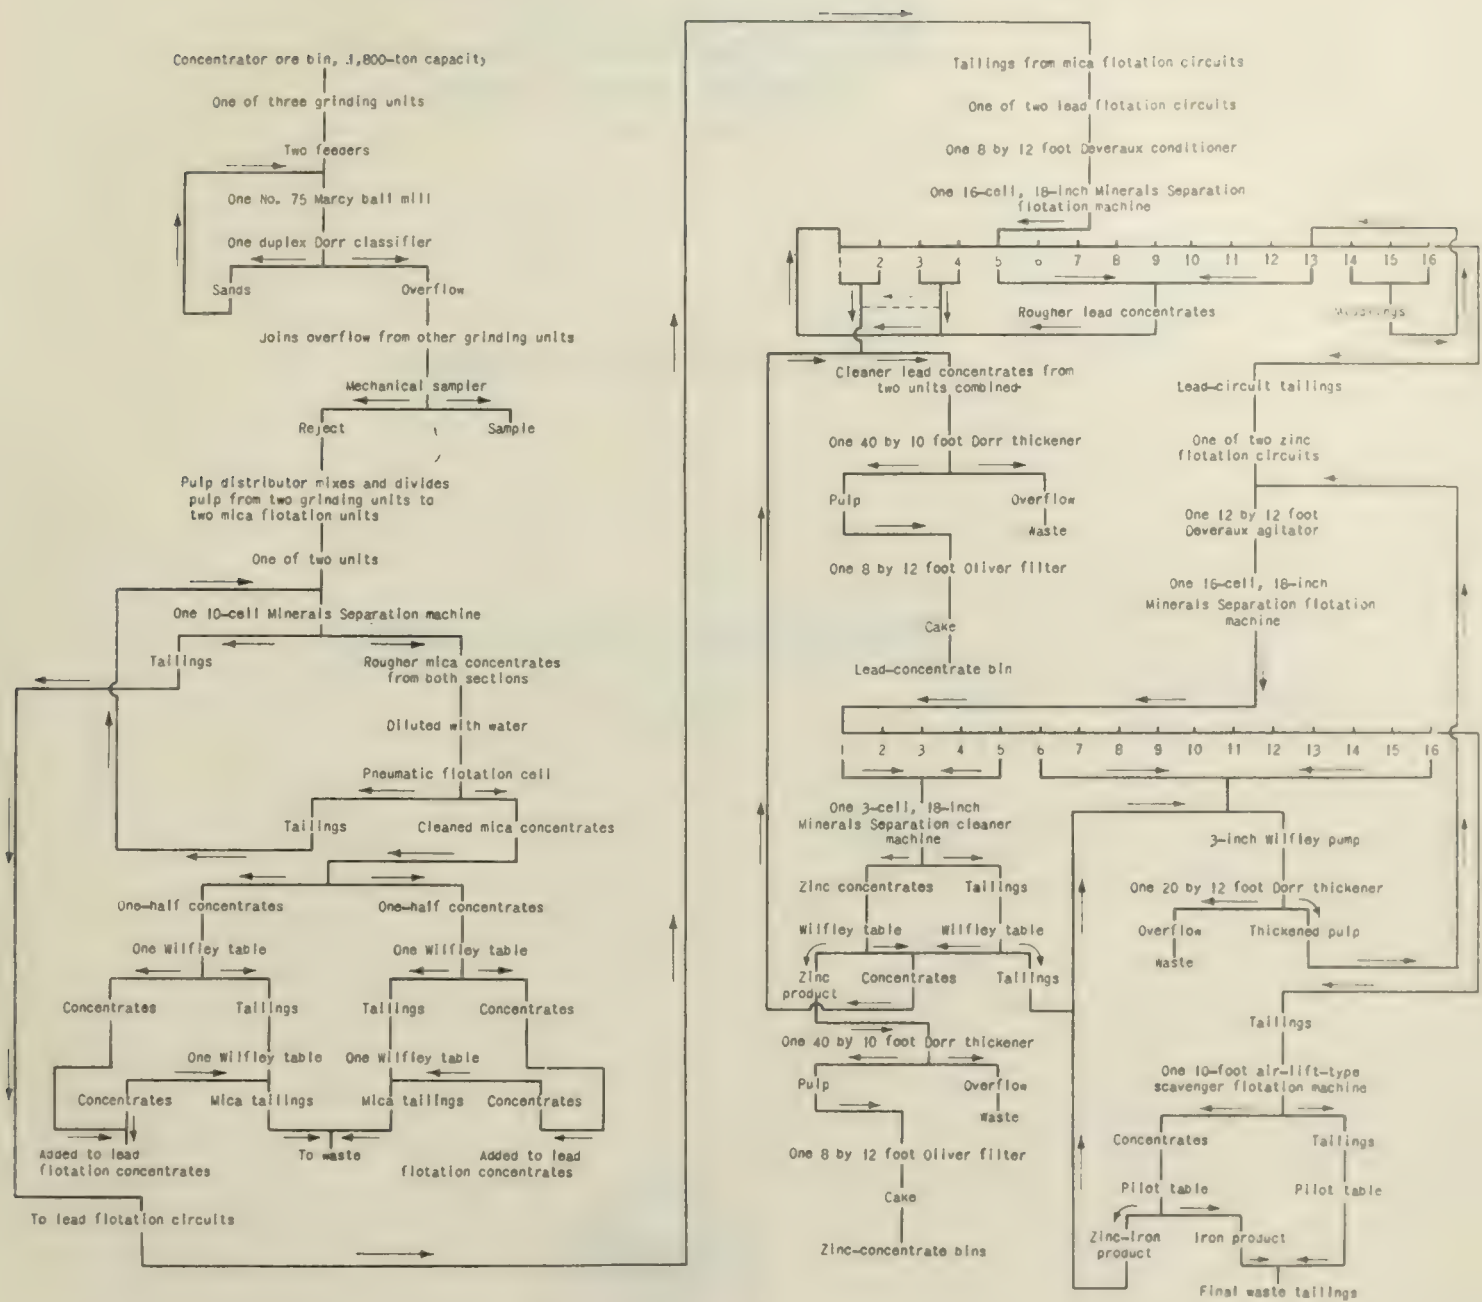 Concentrator ore bin, 1,800-ton capacity
One of three grinding units
Two feeders
One No. 75 Marcy ball mill
One duplex Dorr classifier
Sands
Overflow
Joins overflow from other grinding units
Mechanical sampler
Reject
Sample
Pulp distributor mixes and divides
pulp from two grinding units to
two mica flotation units
One of two units
One 10-cell Minerals Separation machine
Tailings
Rougher mica concentrates
from both sections
Diluted with water
Pneumatic flotation cell
Tailings
Cleaned mica concentrates
One-half concentrates
One-half concentrates
One Wilfley table
One Wilfley table
Concentrates
Tailings
Tailings
Concentrates
One Wilfley table
One Wilfley table
Concentrates
Mica tailings
Mica tailings
Concentrates
Added to lead
flotation concentrates
To waste
Added to lead
flotation concentrates
To lead flotation circuits
Tailings from mica flotation circuits
One of two lead flotation circuits
One 8 by 12 foot Deveraux conditioner
One 16-cell, 18-inch Minerals Separation
flotation machine
1 2 3 4 5 6 7 8 9 10 11 12 13 14 15 16
Rougher lead concentrates
Cleaner lead concentrates from
two units combined
Lead-circuit tailings
One 40 by 10 foot Dorr thickener
Pulp
Overflow
Waste
One of two zinc
flotation circuits
One 12 by 12 foot
Deveraux agitator
One 8 by 12 foot Oliver filter
One 16-cell, 18-inch
Minerals Separation flotation
machine
Cake
Lead-concentrate bin
1 2 3 4 5 6 7 8 9 10 11 12 13 14 15 16
One 3-cell, 18-inch
Minerals Separation cleaner
machine
3-inch Wilfley pump
Zinc concentrates
Tailings
One 20 by 12 foot Dorr thickener
Wilfley table
Wilfley table
Overflow
Thickened pulp
Waste
Zinc
product
Concentrates
Tailings
Tailings
One 40 by 10 foot Dorr thickener
Pulp
Overflow
Waste
One 10-foot air-lift-type
scavenger flotation machine
Concentrates
Tailings
One 8 by 12 foot Oliver filter
Cake
Pilot table
Pilot table
Zinc-concentrate bins
Zinc-iron
product
Iron product
Final waste tailings